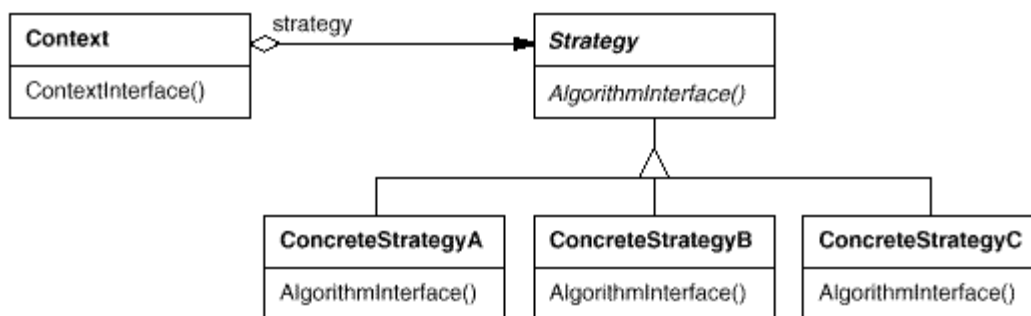 Context
ContextInterface()
strategy
Strategy
AlgorithmInterface()
ConcreteStrategyA
AlgorithmInterface()
ConcreteStrategyB
AlgorithmInterface()
ConcreteStrategyC
AlgorithmInterface()